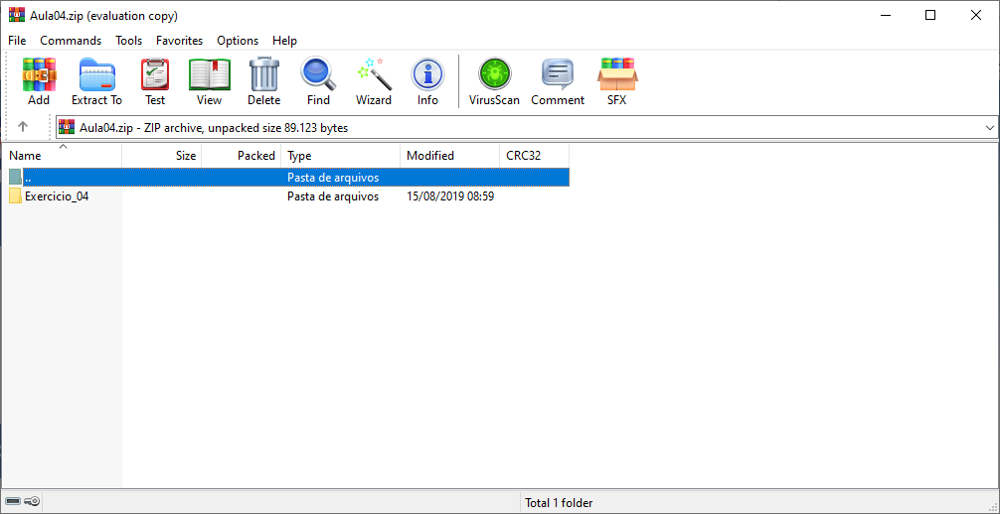 Aula04.zip (evaluation copy)
File Commands Tools Favorites Options Help
Add Extract To Test View Delete Find Wizard Info VirusScan Comment SFX
Aula04.zip - ZIP archive, unpacked size 89.123 bytes
Name Size Packed Type Modified CRC32
.. Pasta de arquivos
Exercicio_04 Pasta de arquivos 15/08/2019 08:59
Total 1 folder